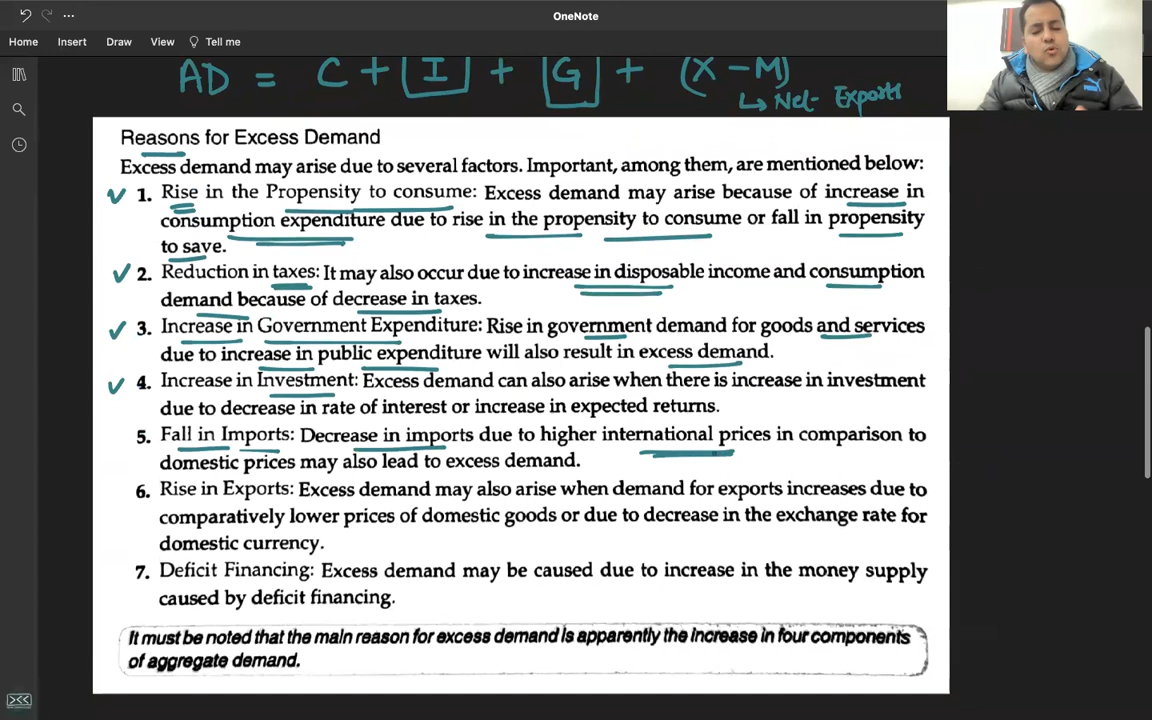 OneNote
Home Insert Draw View Tell me
AD = C + I + G + (X - M)
↳ Net- Exports
Reasons for Excess Demand
Excess demand may arise due to several factors. Important, among them, are mentioned below:
✓ 1. Rise in the Propensity to consume: Excess demand may arise because of increase in
consumption expenditure due to rise in the propensity to consume or fall in propensity
to save.
✓ 2. Reduction in taxes: It may also occur due to increase in disposable income and consumption
demand because of decrease in taxes.
✓ 3. Increase in Government Expenditure: Rise in government demand for goods and services
due to increase in public expenditure will also result in excess demand.
✓ 4. Increase in Investment: Excess demand can also arise when there is increase in investment
due to decrease in rate of interest or increase in expected returns.
5. Fall in Imports: Decrease in imports due to higher international prices in comparison to
domestic prices may also lead to excess demand.
6. Rise in Exports: Excess demand may also arise when demand for exports increases due to
comparatively lower prices of domestic goods or due to decrease in the exchange rate for
domestic currency.
7. Deficit Financing: Excess demand may be caused due to increase in the money supply
caused by deficit financing.
It must be noted that the main reason for excess demand is apparently the increase in four components
of aggregate demand.